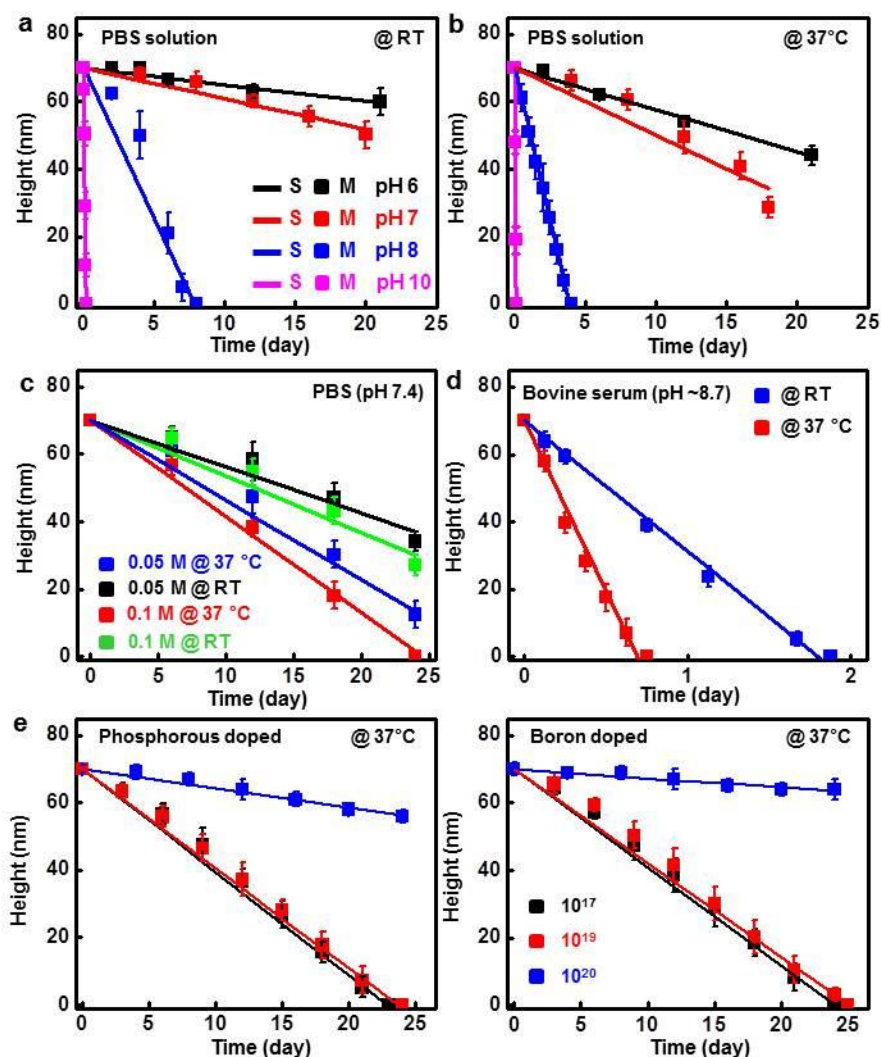 a
PBS solution @ RT
80
60
40
20
0
Height (nm)
S M pH 6
S M pH 7
S M pH 8
S M pH 10
0 5 10 15 20 25
Time (day)
b
PBS solution @ 37°C
80
60
40
20
0
Height (nm)
0 5 10 15 20 25
Time (day)
c
PBS (pH 7.4)
80
60
40
20
0
Height (nm)
0.05 M @ 37 °C
0.05 M @ RT
0.1 M @ 37 °C
0.1 M @ RT
0 5 10 15 20 25
Time (day)
d
Bovine serum (pH ~8.7)
@ RT
@ 37 °C
80
60
40
20
0
Height (nm)
0 1 2
Time (day)
e
Phosphorous doped @ 37°C
80
60
40
20
0
Height (nm)
0 5 10 15 20 25
Time (day)
Boron doped @ 37°C
80
60
40
20
0
Height (nm)
10¹⁷
10¹⁹
10²⁰
0 5 10 15 20 25
Time (day)